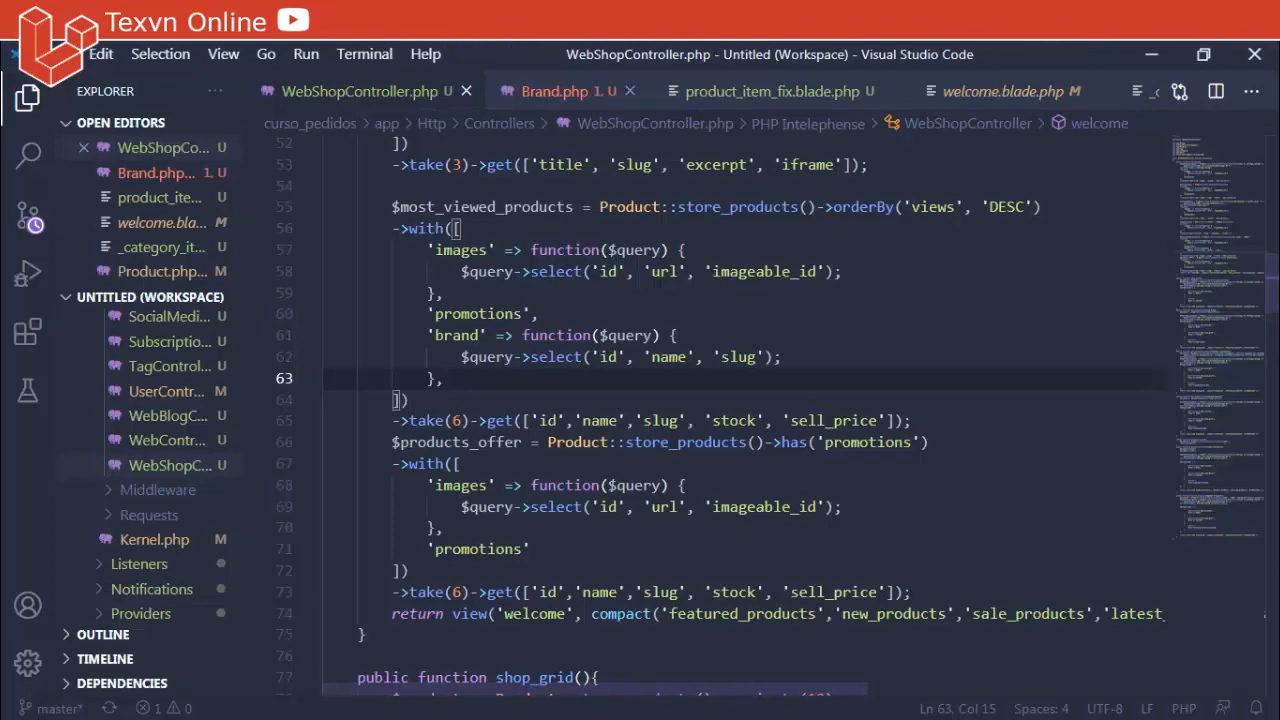 Texvn Online
Edit Selection View Go Run Terminal Help WebShopController.php - Untitled (Workspace) - Visual Studio Code
EXPLORER WebShopController.php U Brand.php 1, U product_item_fix.blade.php U welcome.blade.php M _c
OPEN EDITORS curso_pedidos > app > Http > Controllers > WebShopController.php > PHP Intelephense > WebShopController > welcome
WebShopCo... U
Brand.php... 1, U
product_ite... U
welcome.bla... M
_category_it... U
Product.php... M
UNTITLED (WORKSPACE)
SocialMedi... U
Subscriptio... U
TagControl... U
UserContr... M
WebBlogC... U
WebContr... U
WebShopC... U
Middleware
Requests
Kernel.php M
Listeners
Notifications
Providers
OUTLINE
TIMELINE
DEPENDENCIES
52 ])
53 ->take(3)->get(['title', 'slug', 'excerpt', 'iframe']);
54
55 $most_viewed_products = Product::store_products()->orderBy('views', 'DESC')
56 ->with([
57 'images' => function($query) {
58 $query->select('id', 'url', 'imageable_id');
59 },
60 'promotions',
61 'brand' => function($query) {
62 $query->select('id', 'name', 'slug');
63 },
64 ])
65 ->take(6)->get(['id','name','slug', 'stock', 'sell_price']);
66 $products_offer = Product::store_products()->has('promotions')
67 ->with([
68 'images' => function($query) {
69 $query->select('id', 'url', 'imageable_id');
70 },
71 'promotions'
72 ])
73 ->take(6)->get(['id','name','slug', 'stock', 'sell_price']);
74 return view('welcome', compact('featured_products','new_products','sale_products','latest_
75 }
76
77 public function shop_grid(){
master* 1 0 Ln 63, Col 15 Spaces: 4 UTF-8 LF PHP